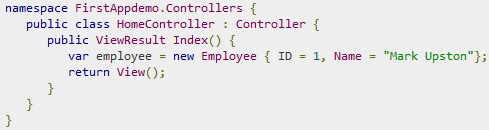 namespace FirstAppdemo.Controllers {
   public class HomeController : Controller {
      public ViewResult Index() {
         var employee = new Employee { ID = 1, Name = "Mark Upston"};
         return View();
      }
   }
}